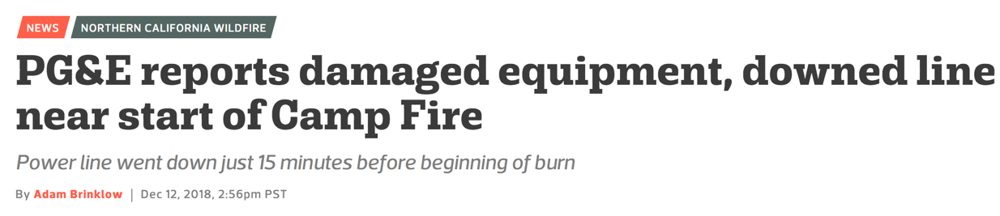 NEWS NORTHERN CALIFORNIA WILDFIRE
PG&E reports damaged equipment, downed line
near start of Camp Fire
Power line went down just 15 minutes before beginning of burn
By Adam Brinklow | Dec 12, 2018, 2:56pm PST